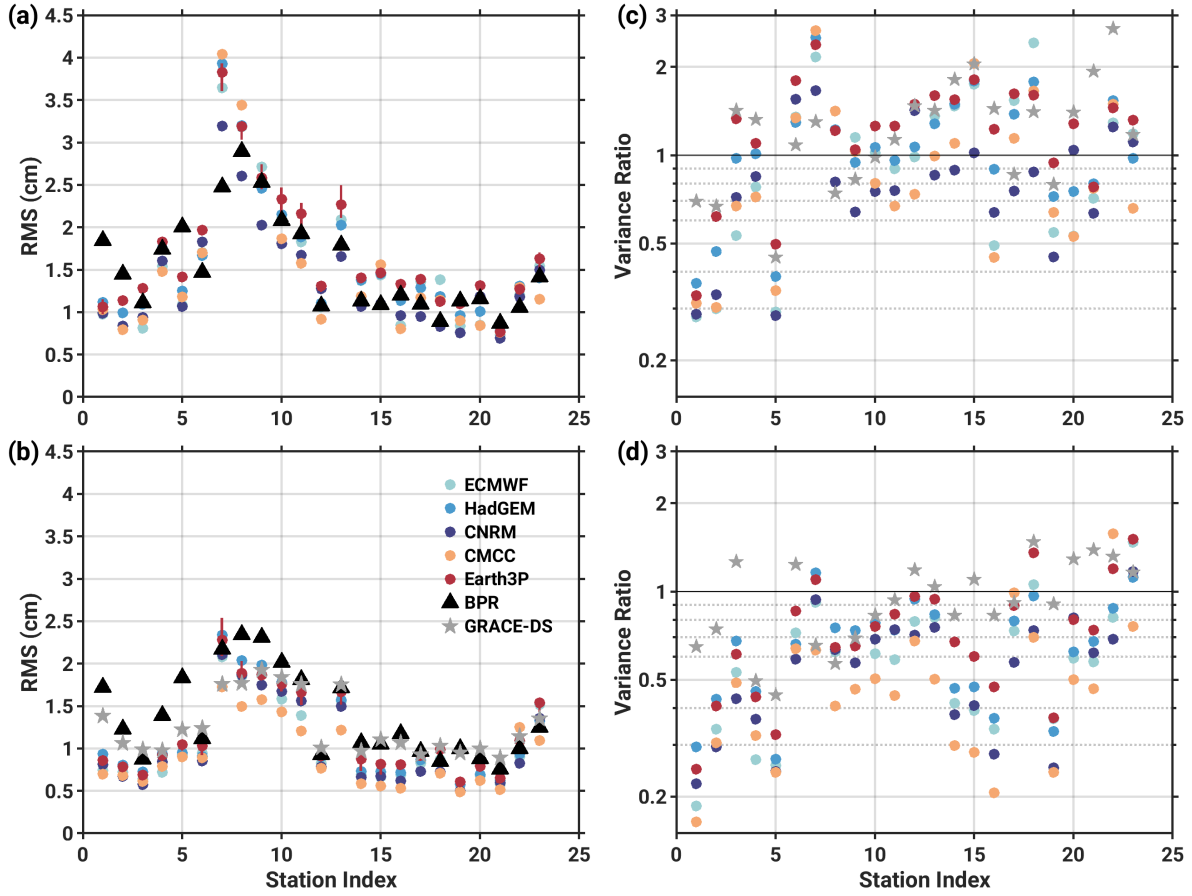 (a)
RMS (cm)
4.5
4
3.5
3
2.5
2
1.5
1
0.5
0
0 5 10 15 20 25
(c)
Variance Ratio
3
2
1
0.5
0.2
0 5 10 15 20 25
Station Index
(b)
RMS (cm)
4.5
4
3.5
3
2.5
2
1.5
1
0.5
0
ECMWF
HadGEM
CNRM
CMCC
Earth3P
BPR
GRACE-DS
0 5 10 15 20 25
Station Index
(d)
Variance Ratio
3
2
1
0.5
0.2
0 5 10 15 20 25
Station Index